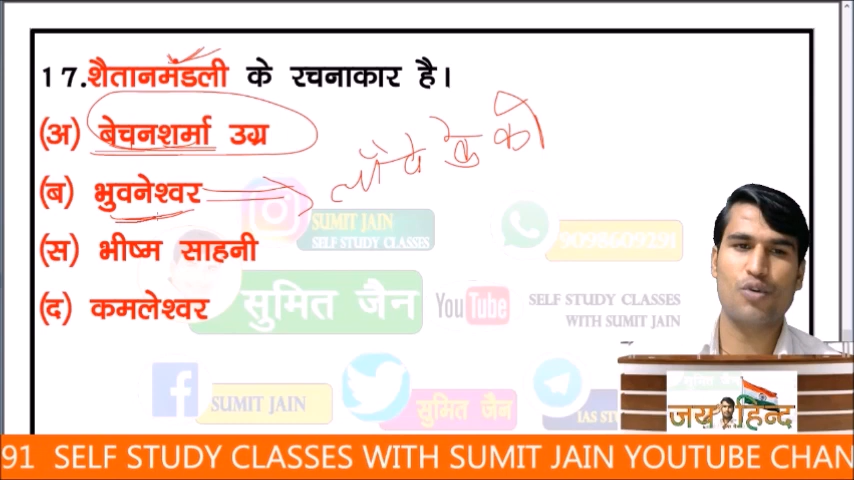 17.शैतानमंडली के रचनाकार है।
(अ) बेचनशर्मा उग्र
(ब) भुवनेश्वर
(स) भीष्म साहनी
(द) कमलेश्वर
SUMIT JAIN
SELF STUDY CLASSES
9098609291
सुमित जैन
YouTube
SELF STUDY CLASSES
WITH SUMIT JAIN
SUMIT JAIN
सुमित जैन
जय हिन्द
91 SELF STUDY CLASSES WITH SUMIT JAIN YOUTUBE CHAN